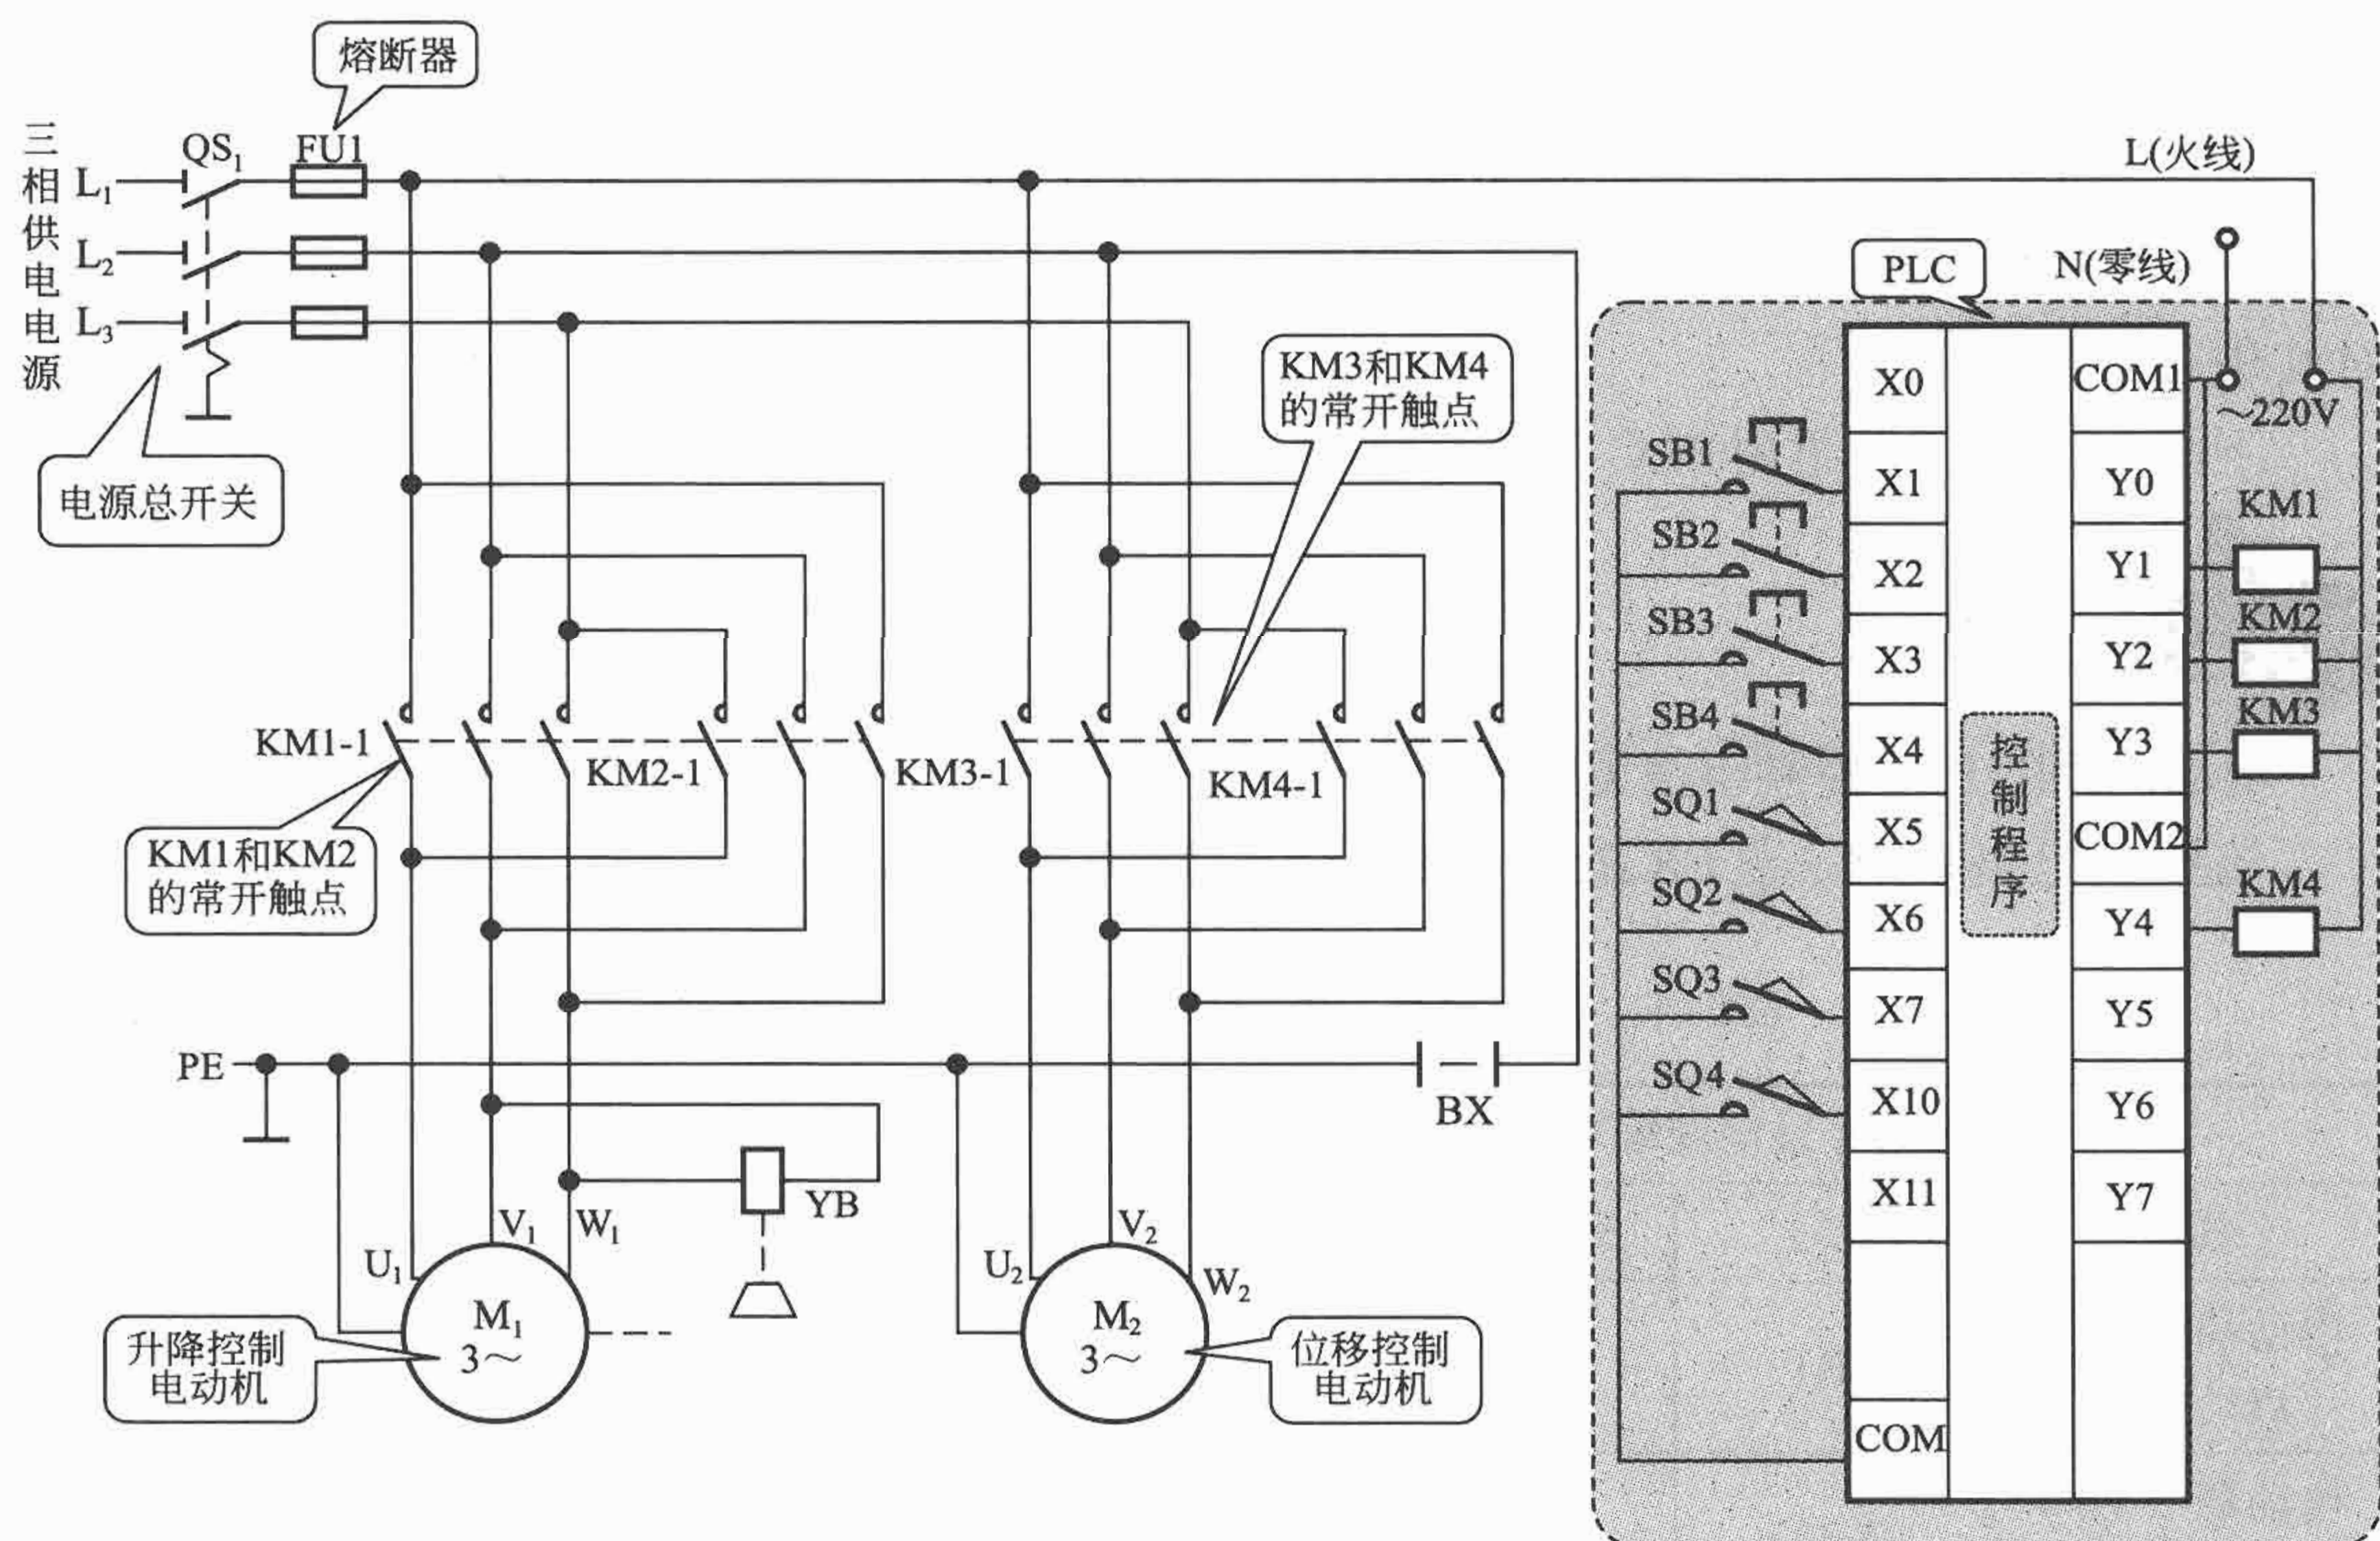 熔断器
三相供电电源
QS₁
FU1
L₁
L₂
L₃
电源总开关
L(火线)
N(零线)
PLC
KM3和KM4
的常开触点
KM1-1
KM2-1
KM3-1
KM4-1
KM1和KM2
的常开触点
PE
BX
YB
U₁
V₁
W₁
M₁
3～
升降控制
电动机
U₂
V₂
W₂
M₂
3～
位移控制
电动机
SB1
SB2
SB3
SB4
SQ1
SQ2
SQ3
SQ4
X0
X1
X2
X3
X4
X5
X6
X7
X10
X11
COM
控制程序
COM1
Y0
Y1
Y2
Y3
COM2
Y4
Y5
Y6
Y7
～220V
KM1
KM2
KM3
KM4